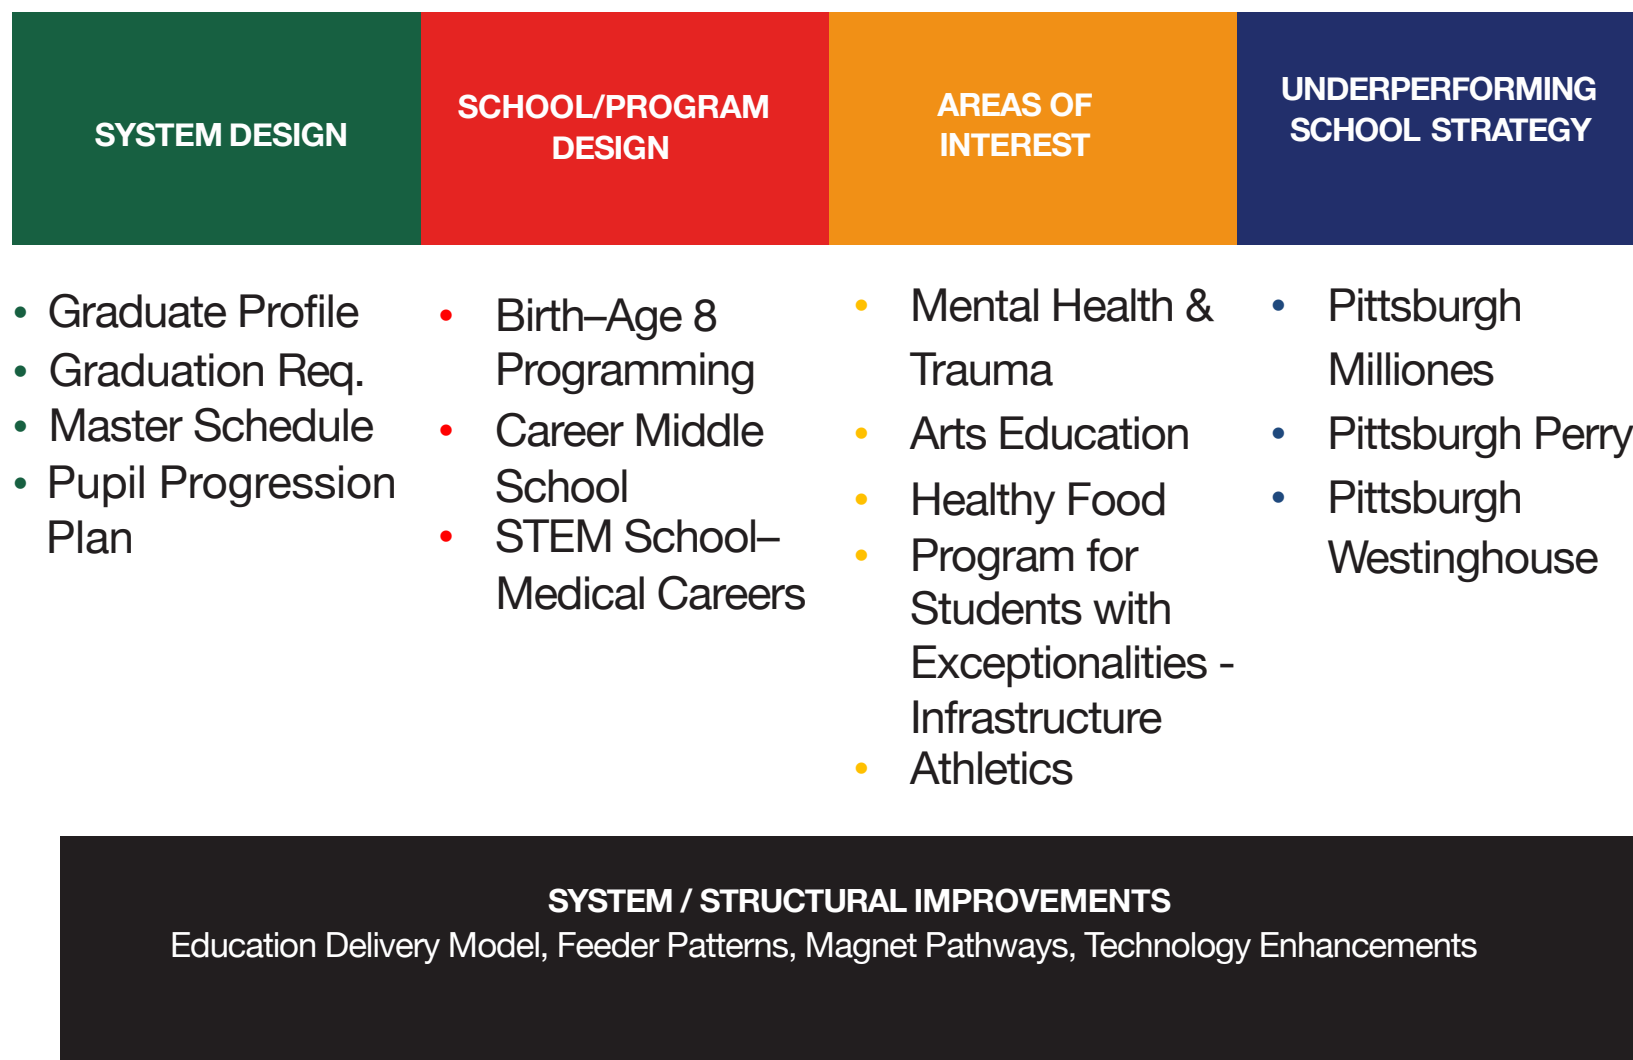 SYSTEM DESIGN
• Graduate Profile
• Graduation Req.
• Master Schedule
• Pupil Progression
Plan
SCHOOL/PROGRAM
DESIGN
• Birth–Age 8
Programming
• Career Middle
School
• STEM School–
Medical Careers
AREAS OF
INTEREST
• Mental Health &
Trauma
• Arts Education
• Healthy Food
• Program for
Students with
Exceptionalities -
Infrastructure
• Athletics
UNDERPERFORMING
SCHOOL STRATEGY
• Pittsburgh
Milliones
• Pittsburgh Perry
• Pittsburgh
Westinghouse
SYSTEM / STRUCTURAL IMPROVEMENTS
Education Delivery Model, Feeder Patterns, Magnet Pathways, Technology Enhancements